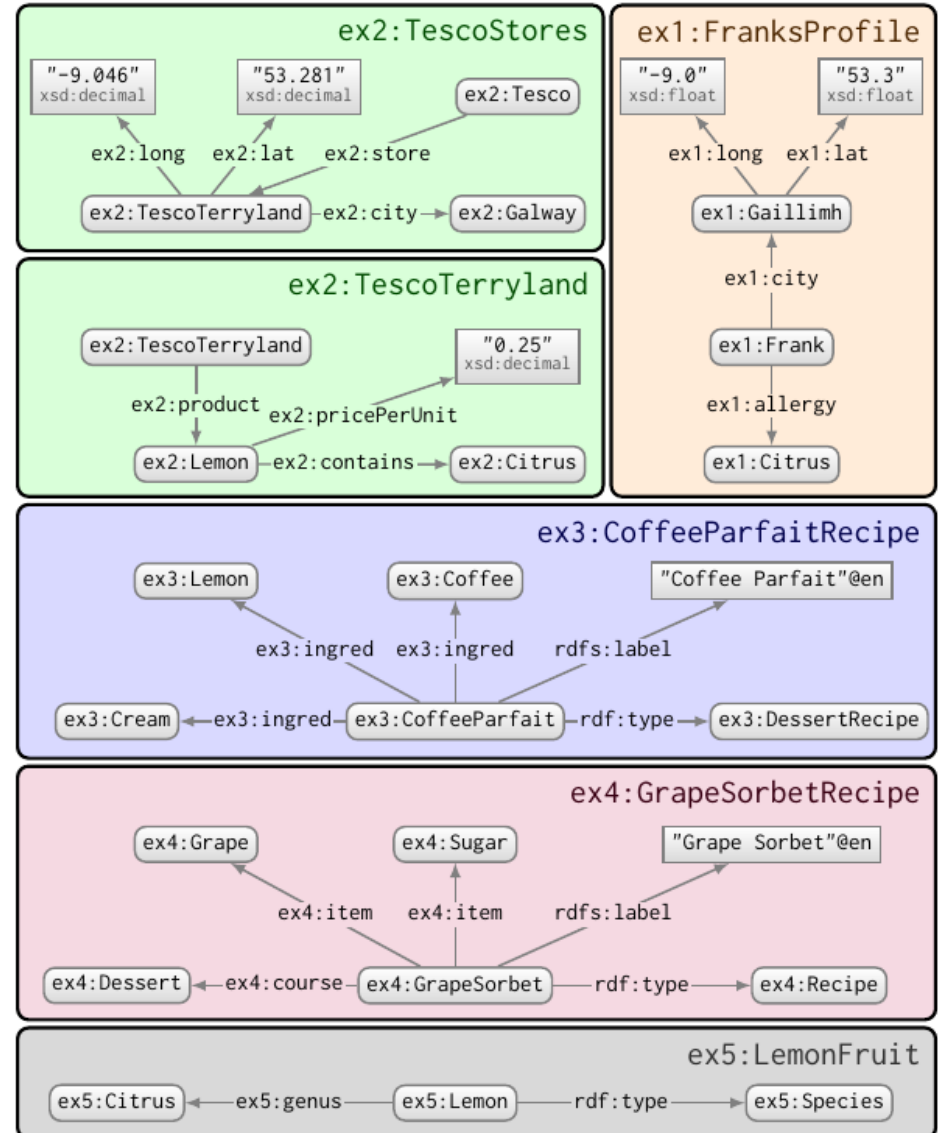 ex2:TescoStores
"-9.046"
xsd:decimal
"53.281"
xsd:decimal
ex2:Tesco
ex2:long
ex2:lat
ex2:store
ex2:TescoTerryland
ex2:city
ex2:Galway
ex1:FranksProfile
"-9.0"
xsd:float
"53.3"
xsd:float
ex1:long
ex1:lat
ex1:Gaillimh
ex1:city
ex1:Frank
ex1:allergy
ex1:Citrus
ex2:TescoTerryland
ex2:TescoTerryland
"0.25"
xsd:decimal
ex2:product
ex2:pricePerUnit
ex2:Lemon
ex2:contains
ex2:Citrus
ex3:CoffeeParfaitRecipe
ex3:Lemon
ex3:Coffee
"Coffee Parfait"@en
ex3:ingred
ex3:ingred
rdfs:label
ex3:Cream
ex3:ingred
ex3:CoffeeParfait
rdf:type
ex3:DessertRecipe
ex4:GrapeSorbetRecipe
ex4:Grape
ex4:Sugar
"Grape Sorbet"@en
ex4:item
ex4:item
rdfs:label
ex4:Dessert
ex4:course
ex4:GrapeSorbet
rdf:type
ex4:Recipe
ex5:LemonFruit
ex5:Citrus
ex5:genus
ex5:Lemon
rdf:type
ex5:Species